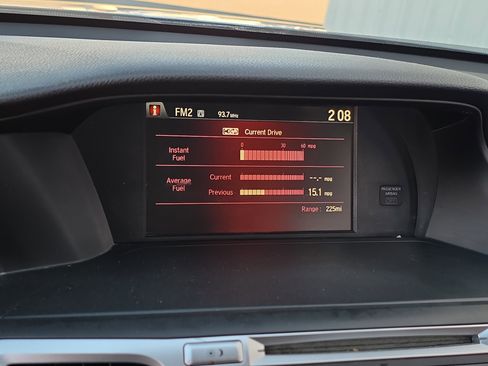 i FM2 93.7 MHz 2 08
Current Drive
0 30 60 mpg
Instant
Fuel
Average
Fuel
Current --.- mpg
Previous 15.1 mpg
Range : 225mi
PASSENGER
AIRBAG
OFF